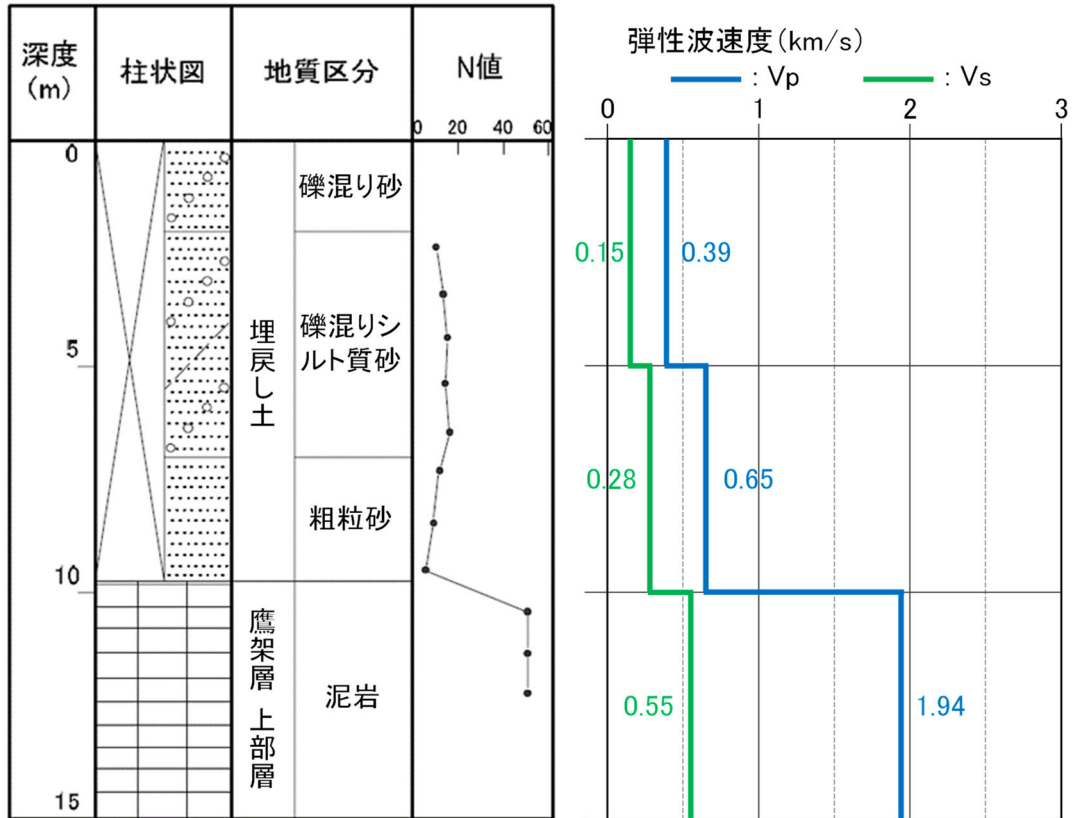 深度
(m)
柱状図
地質区分
N値
0
20
40
60
0
5
10
15
埋戻し土
礫混り砂
礫混りシ
ルト質砂
粗粒砂
鷹架層 上部層
泥岩
弾性波速度(km/s)
: Vp
: Vs
0
1
2
3
0.15
0.39
0.28
0.65
0.55
1.94